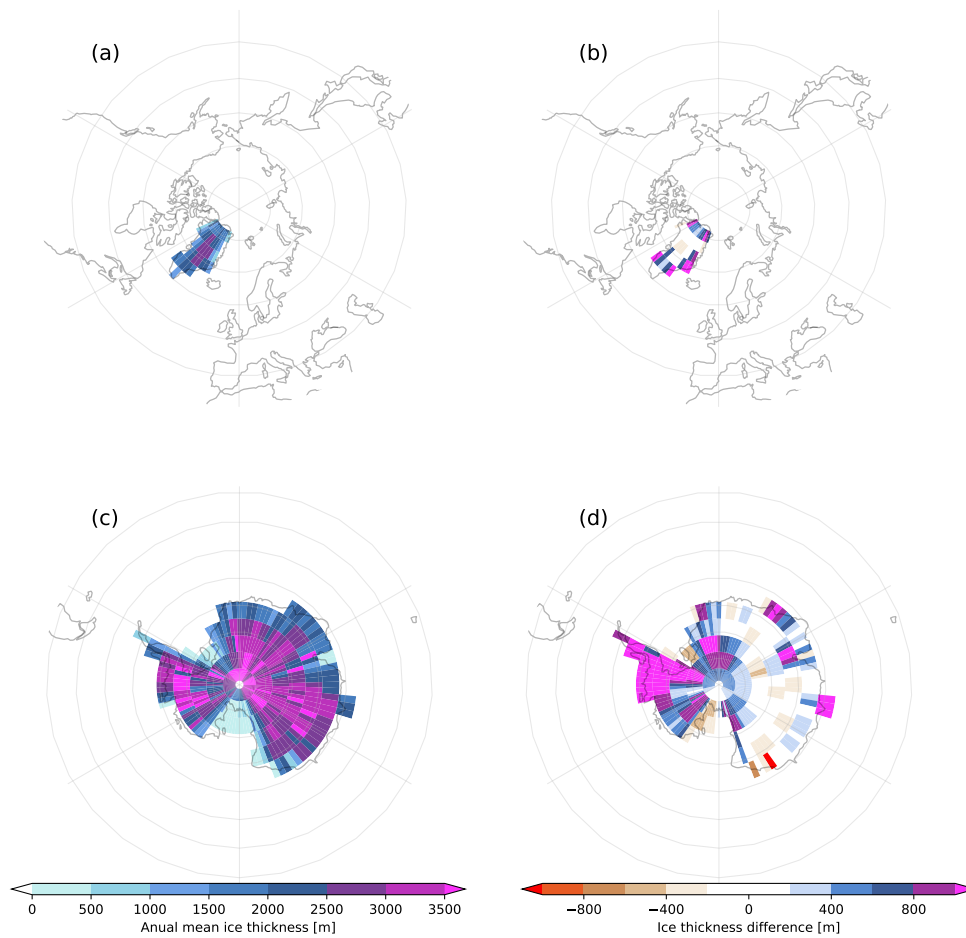 (a)
(b)
(c)
(d)
0 500 1000 1500 2000 2500 3000 3500
Anual mean ice thickness [m]
−800 −400 0 400 800
Ice thickness difference [m]